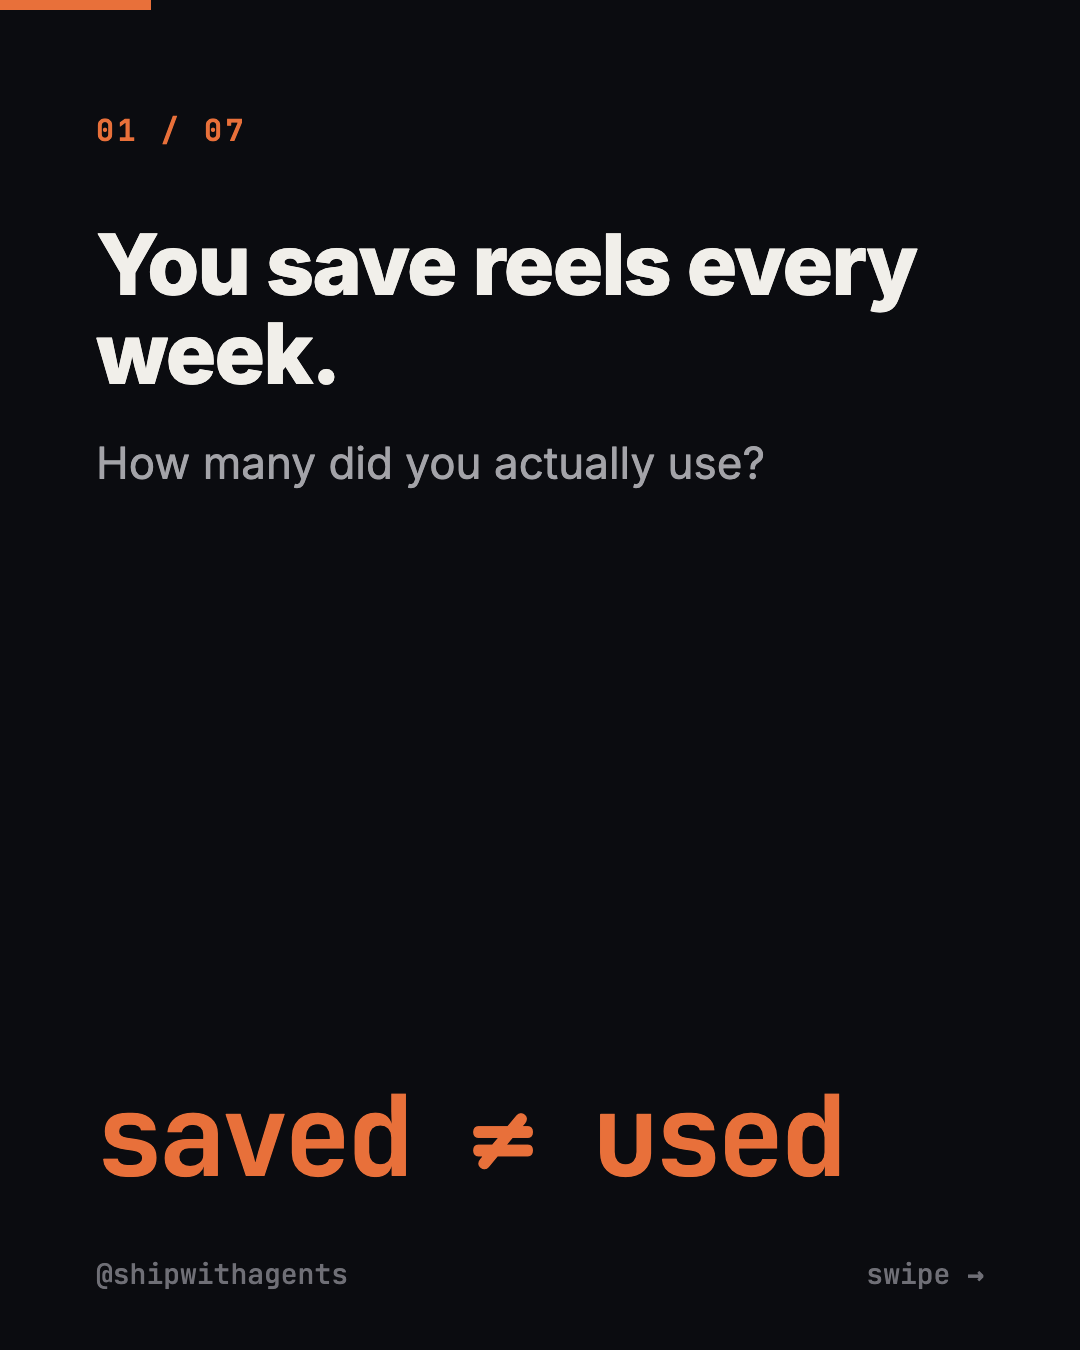 01 / 07
You save reels every
week.
How many did you actually use?
saved ≠ used
@shipwithagents
swipe →